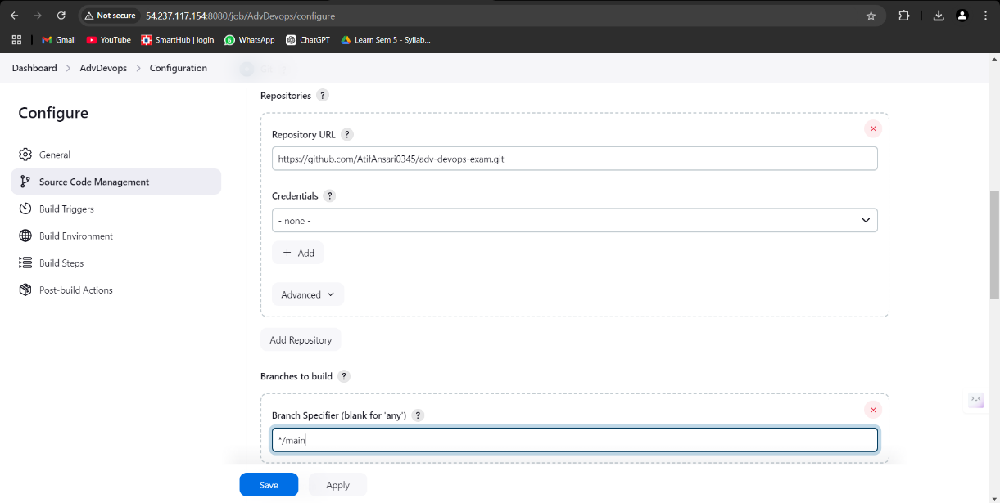 Not secure 54.237.117.154:8080/job/AdvDevops/configure
Gmail YouTube SmartHub | login WhatsApp ChatGPT Learn Sem 5 - Syllab...
Dashboard > AdvDevops > Configuration
Configure
General
Source Code Management
Build Triggers
Build Environment
Build Steps
Post-build Actions
Repositories ?
Repository URL ?
https://github.com/AtifAnsari0345/adv-devops-exam.git
Credentials ?
- none -
+ Add
Advanced
Add Repository
Branches to build ?
Branch Specifier (blank for 'any') ?
*/main
Save Apply